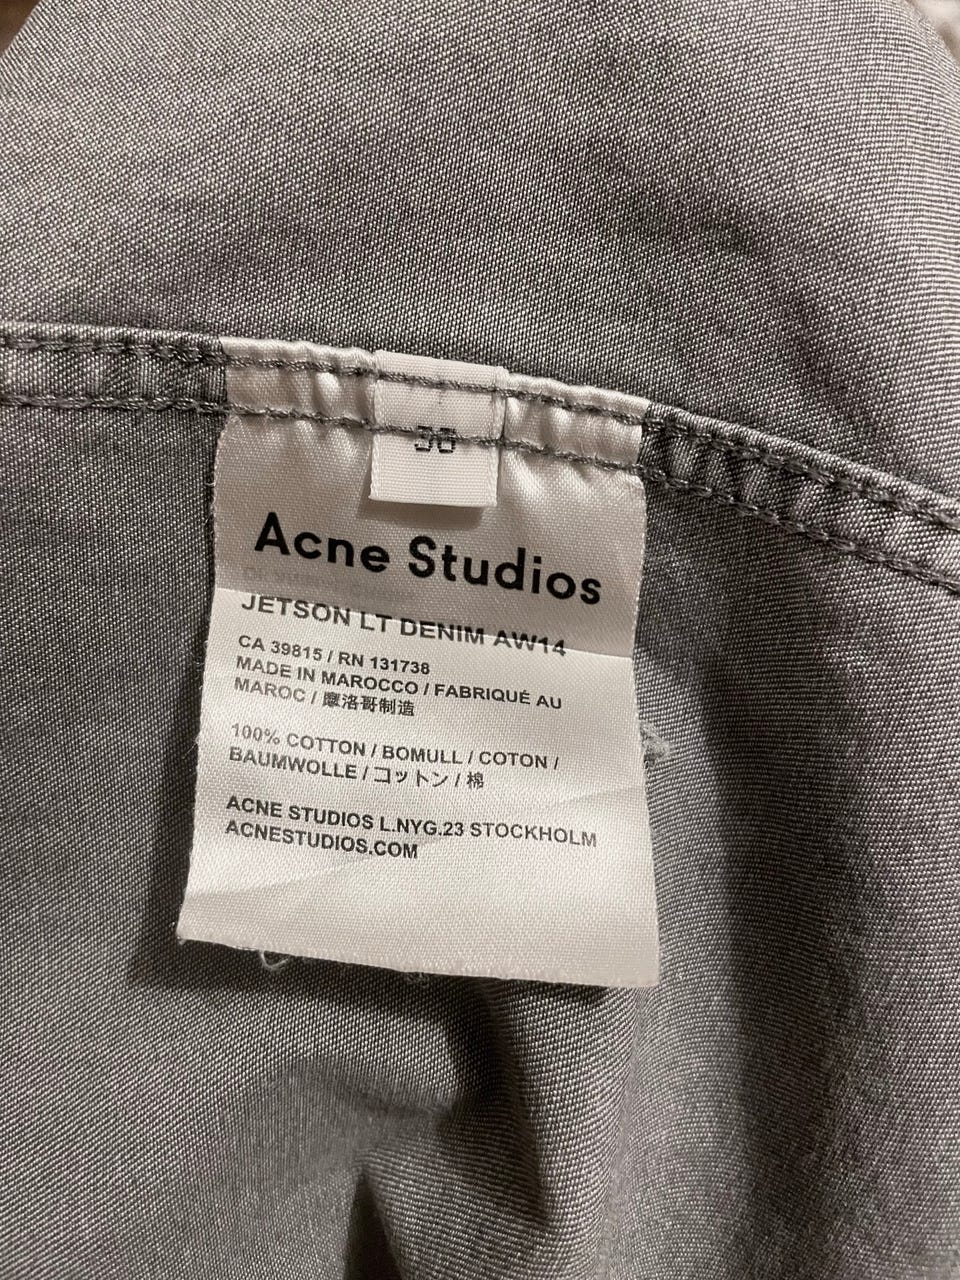 Acne Studios
JETSON LT DENIM AW14
CA 39815 / RN 131738
MADE IN MAROCCO / FABRIQUÉ AU
MAROC / 摩洛哥制造
100% COTTON / BOMULL / COTON /
BAUMWOLLE / コットン / 棉
ACNE STUDIOS L.NYG.23 STOCKHOLM
ACNESTUDIOS.COM